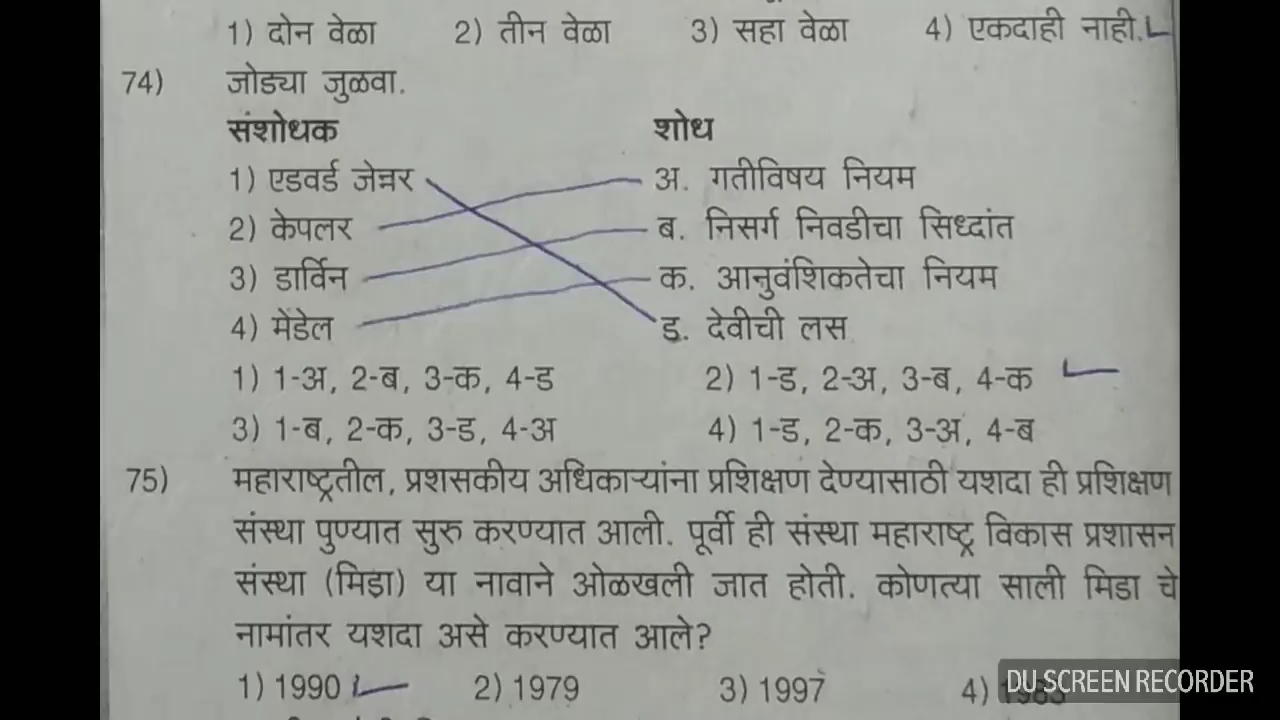 1) दोन वेळा 2) तीन वेळा 3) सहा वेळा 4) एकदाही नाही.
74) जोड्या जुळवा.
संशोधक शोध
1) एडवर्ड जेन्नर अ. गतीविषय नियम
2) केपलर ब. निसर्ग निवडीचा सिध्दांत
3) डार्विन क. आनुवंशिकतेचा नियम
4) मेंडेल ड. देवीची लस
1) 1-अ, 2-ब, 3-क, 4-ड 2) 1-ड, 2-अ, 3-ब, 4-क
3) 1-ब, 2-क, 3-ड, 4-अ 4) 1-ड, 2-क, 3-अ, 4-ब
75) महाराष्ट्रतील, प्रशसकीय अधिकाऱ्यांना प्रशिक्षण देण्यासाठी यशदा ही प्रशिक्षण
संस्था पुण्यात सुरु करण्यात आली. पूर्वी ही संस्था महाराष्ट्र विकास प्रशासन
संस्था (मिडा) या नावाने ओळखली जात होती. कोणत्या साली मिडा चे
नामांतर यशदा असे करण्यात आले?
1) 1990 2) 1979 3) 1997 4)
DU SCREEN RECORDER